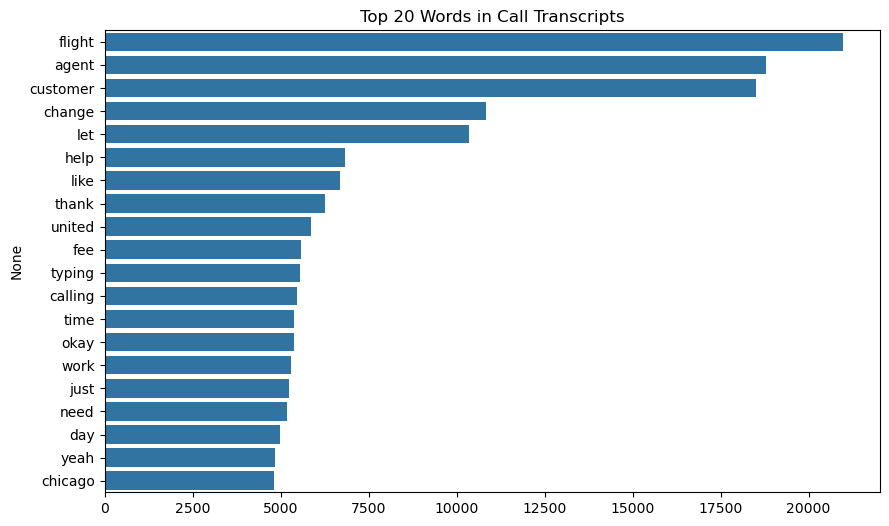 Top 20 Words in Call Transcripts
flight
agent
customer
change
let
help
like
thank
united
fee
typing
calling
time
okay
work
just
need
day
yeah
chicago
None
0 2500 5000 7500 10000 12500 15000 17500 20000